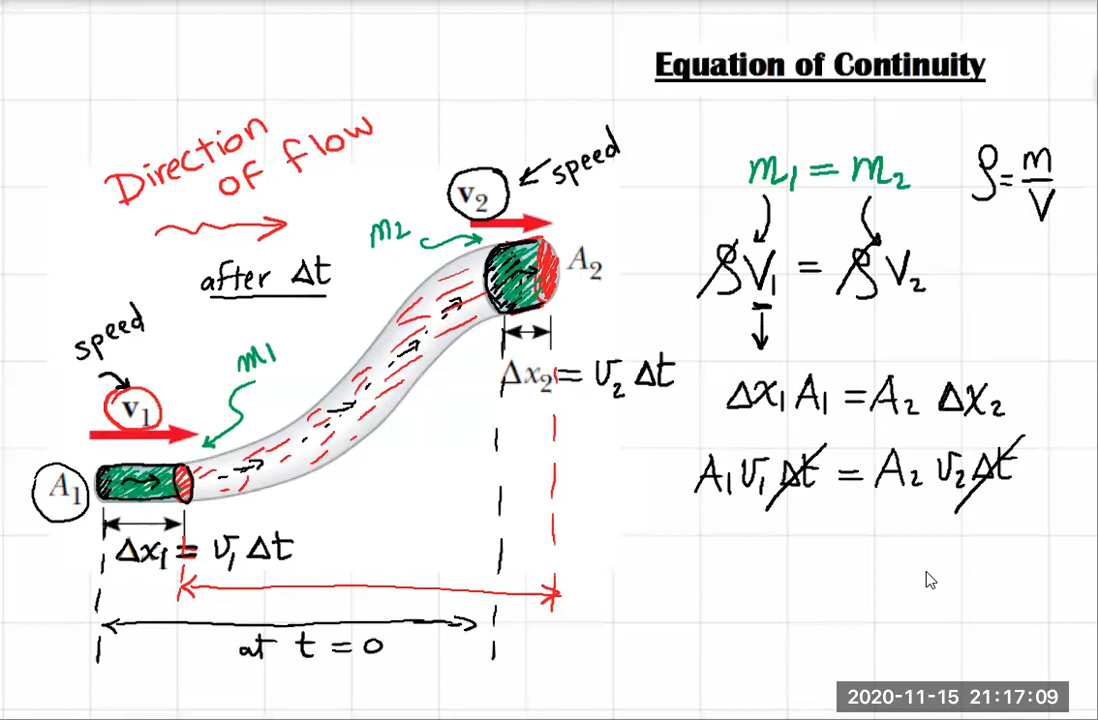 Equation of Continuity
Direction of flow
after Δt
speed
v₂
m₂
A₂
m₁ = m₂
ρ = m/V
ρV₁ = ρV₂
Δx₂ = v₂ Δt
speed
v₁
m₁
A₁
Δx₁ A₁ = A₂ Δx₂
A₁ v₁ Δt = A₂ v₂ Δt
Δx₁ = v₁ Δt
at t = 0
2020-11-15 21:17:09